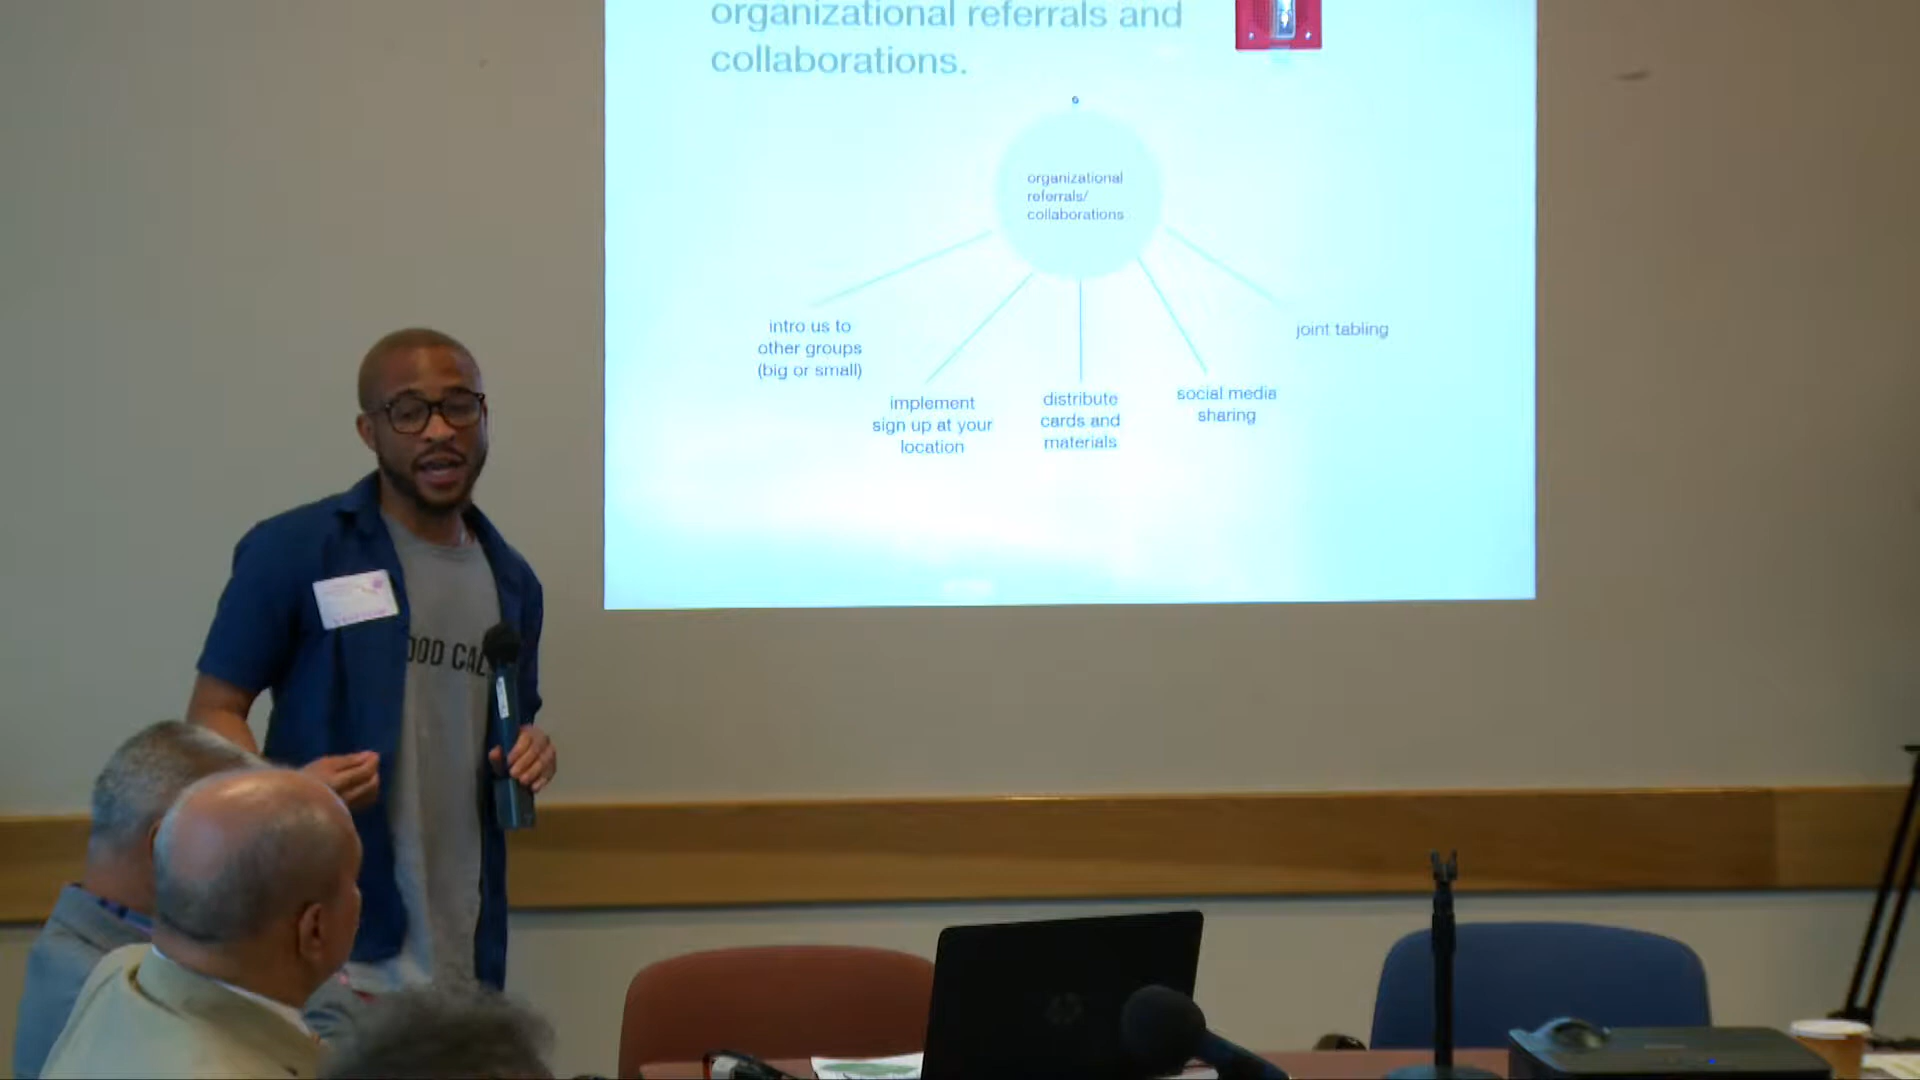 organizational referrals and
collaborations.
organizational
referrals/
collaborations
intro us to
other groups
(big or small)
implement
sign up at your
location
distribute
cards and
materials
social media
sharing
joint tabling
OOD CAL